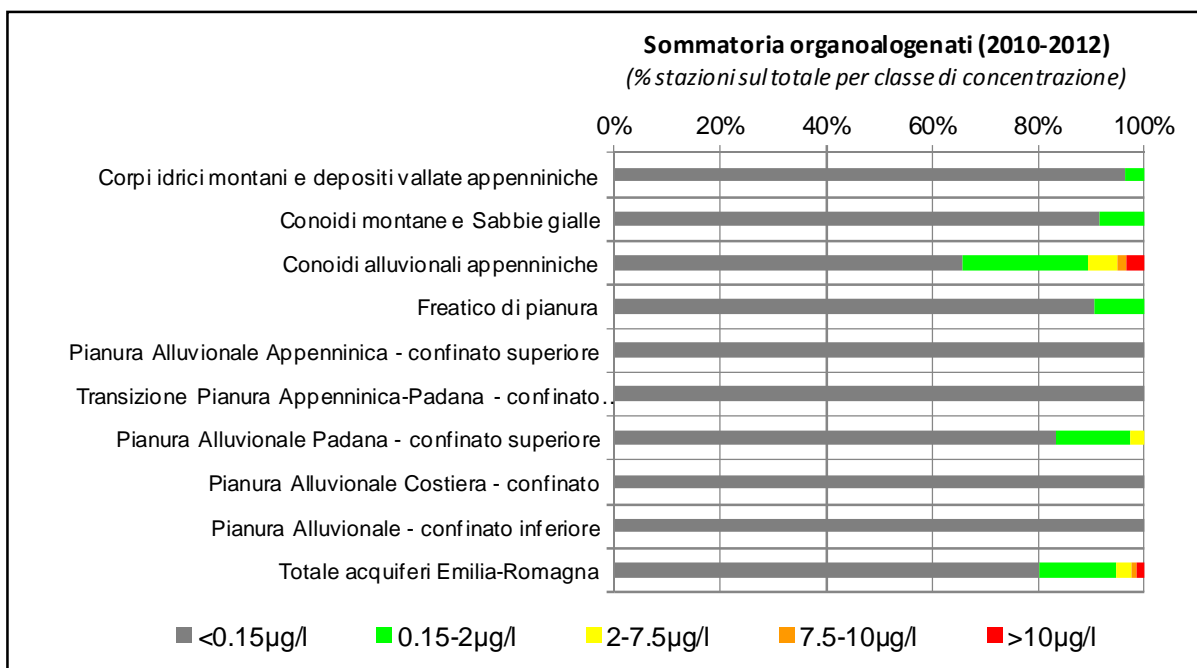 Sommatoria organoalogenati (2010-2012)
(% stazioni sul totale per classe di concentrazione)
0% 20% 40% 60% 80% 100%
Corpi idrici montani e depositi vallate appenniniche
Conoidi montane e Sabbie gialle
Conoidi alluvionali appenniniche
Freatico di pianura
Pianura Alluvionale Appenninica - confinato superiore
Transizione Pianura Appenninica-Padana - confinato..
Pianura Alluvionale Padana - confinato superiore
Pianura Alluvionale Costiera - confinato
Pianura Alluvionale - confinato inferiore
Totale acquiferi Emilia-Romagna
<0.15µg/l 0.15-2µg/l 2-7.5µg/l 7.5-10µg/l >10µg/l